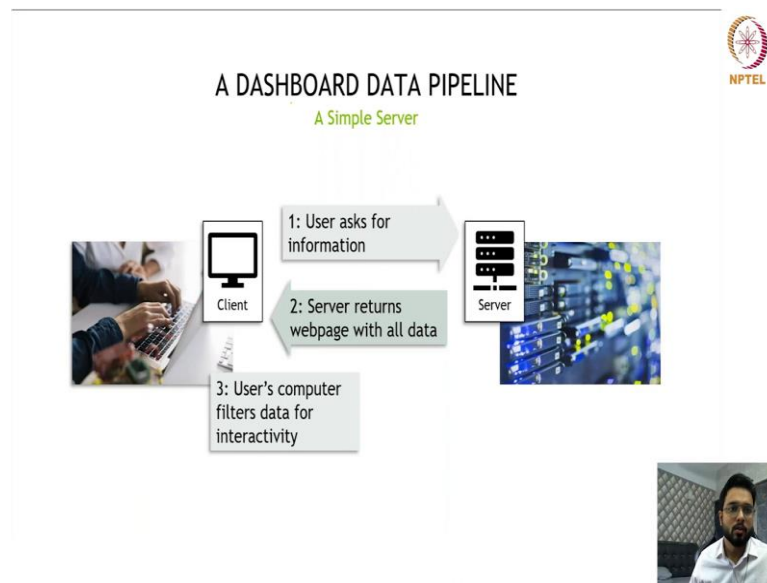 NPTEL
A DASHBOARD DATA PIPELINE
A Simple Server
1: User asks for
information
Client
Server
2: Server returns
webpage with all data
3: User's computer
filters data for
interactivity